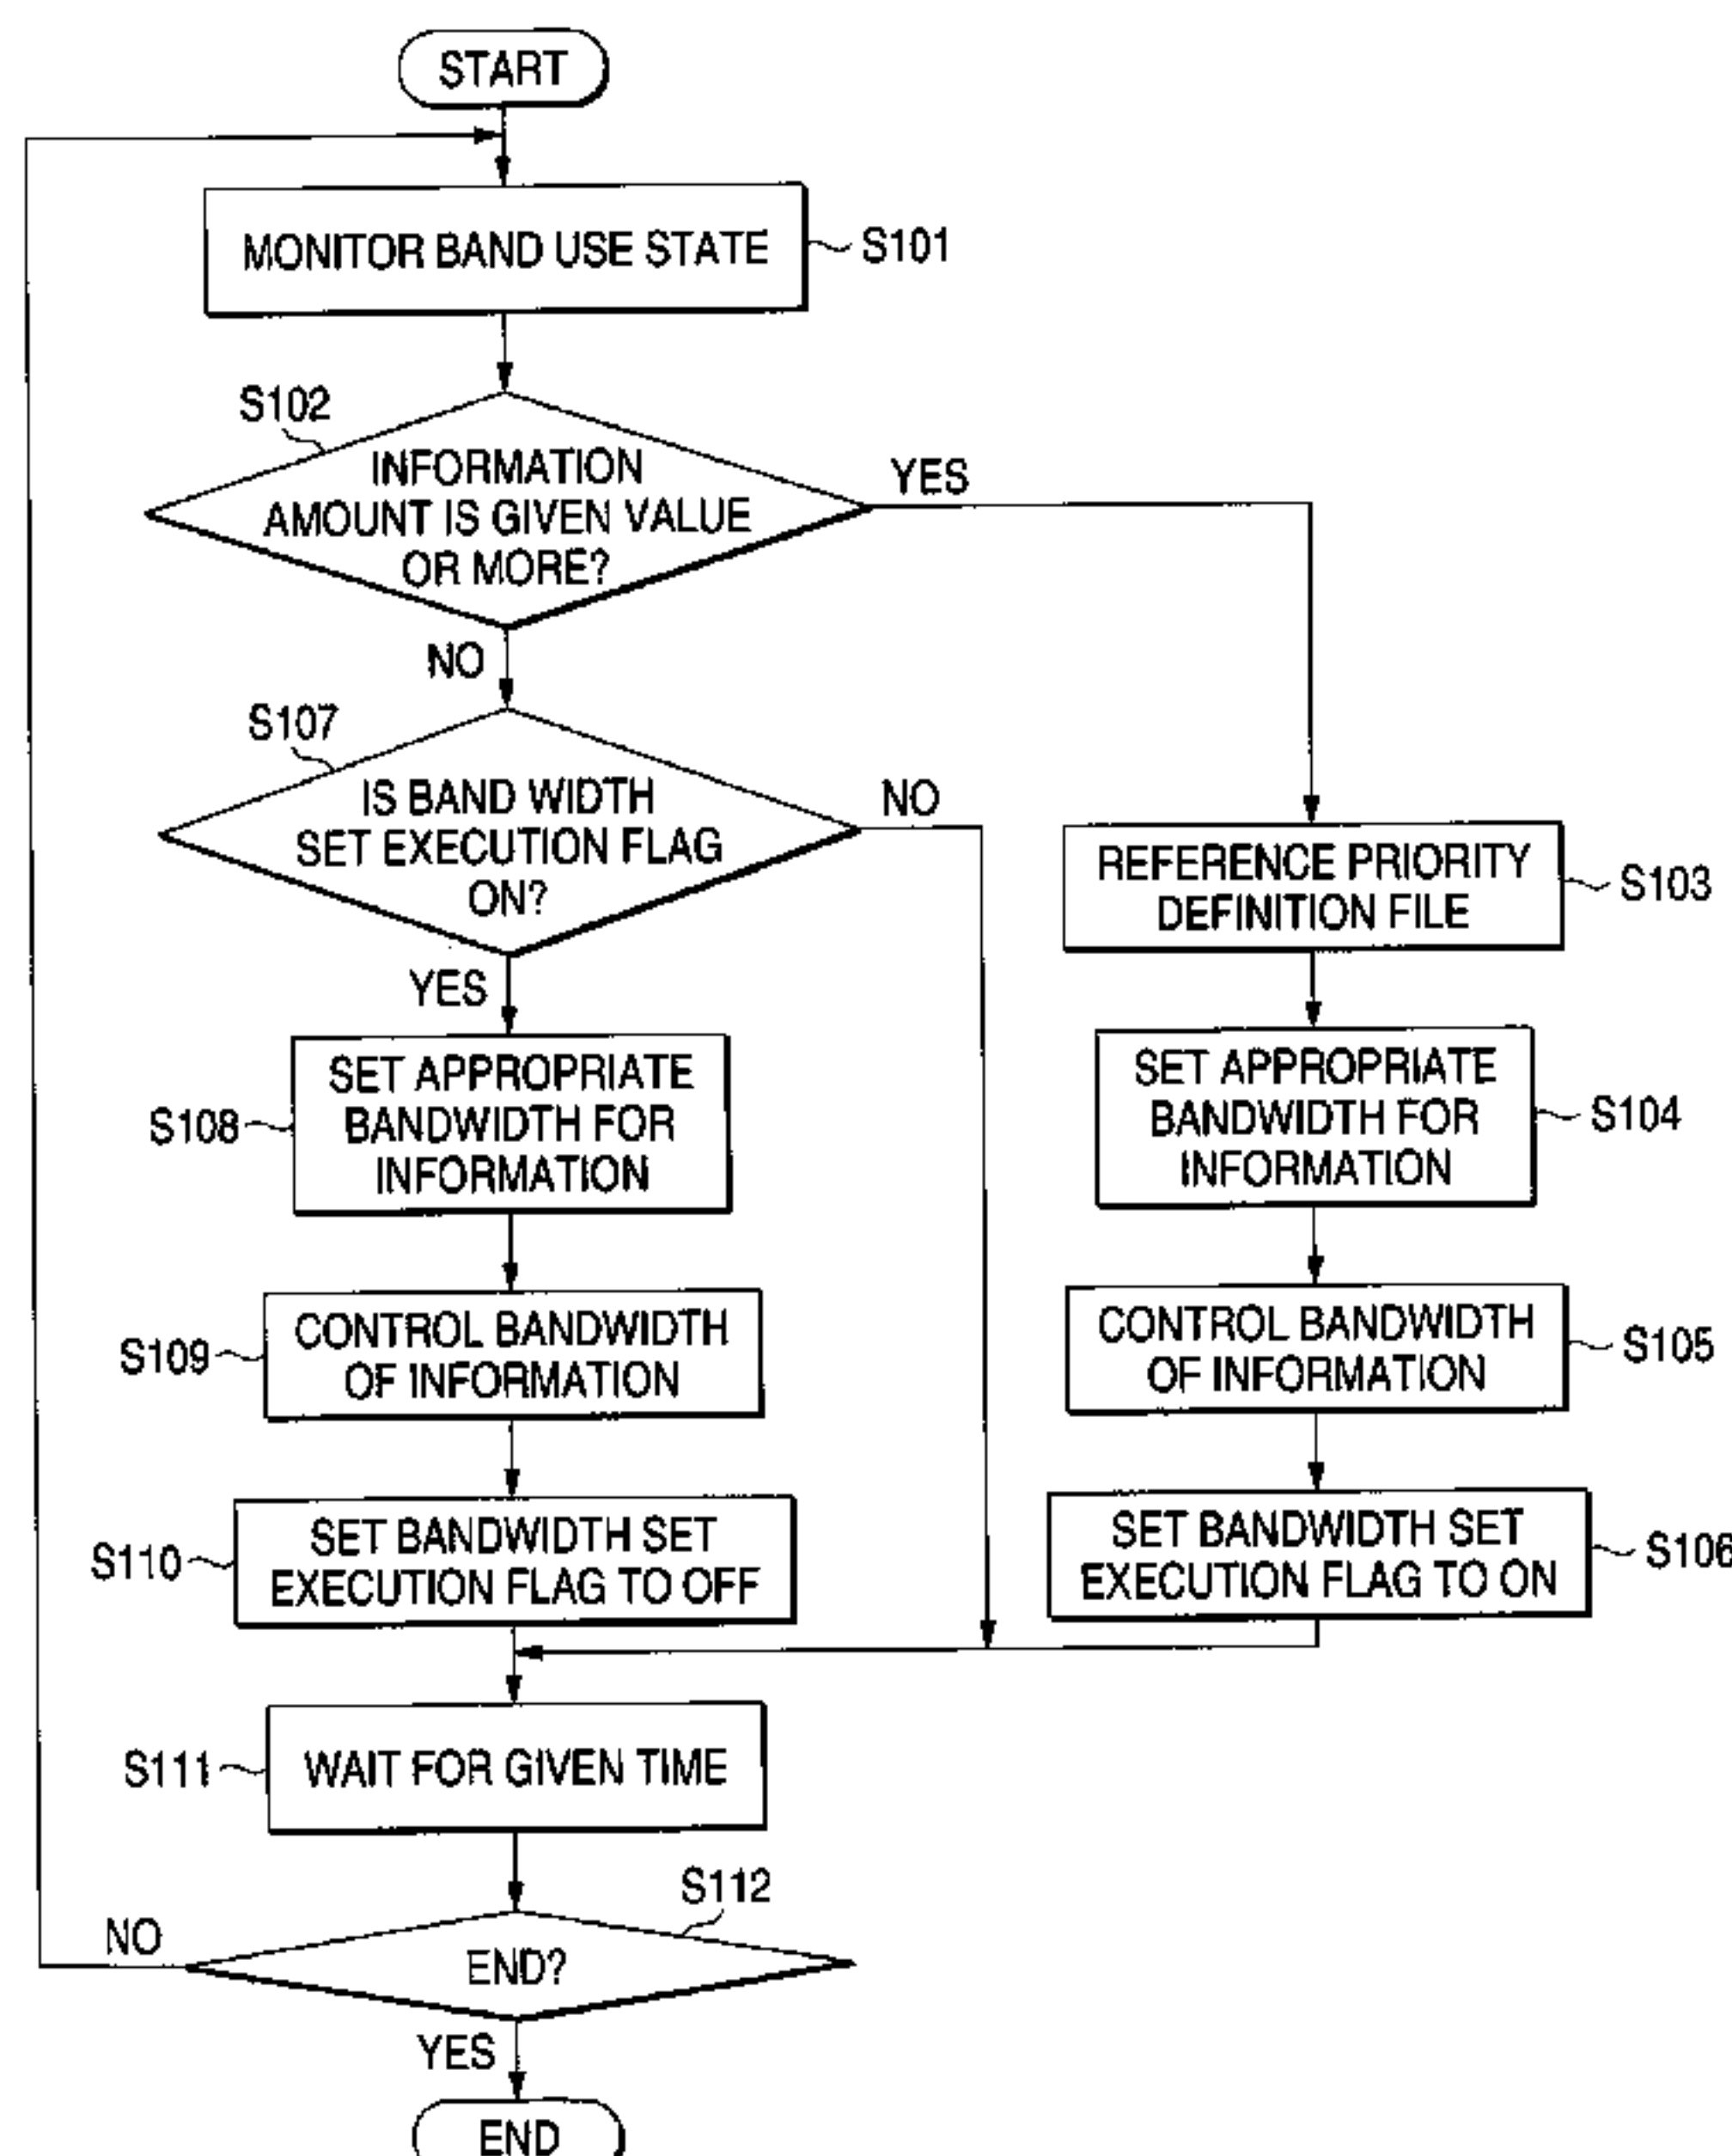 START
MONITOR BAND USE STATE
S101
S102
INFORMATION
AMOUNT IS GIVEN VALUE
OR MORE?
YES
NO
S107
IS BAND WIDTH
SET EXECUTION FLAG
ON?
NO
YES
REFERENCE PRIORITY
DEFINITION FILE
S103
SET APPROPRIATE
BANDWIDTH FOR
INFORMATION
S108
SET APPROPRIATE
BANDWIDTH FOR
INFORMATION
S104
CONTROL BANDWIDTH
OF INFORMATION
S109
CONTROL BANDWIDTH
OF INFORMATION
S105
SET BANDWIDTH SET
EXECUTION FLAG TO OFF
S110
SET BANDWIDTH SET
EXECUTION FLAG TO ON
S106
S111
WAIT FOR GIVEN TIME
S112
NO
END?
YES
END